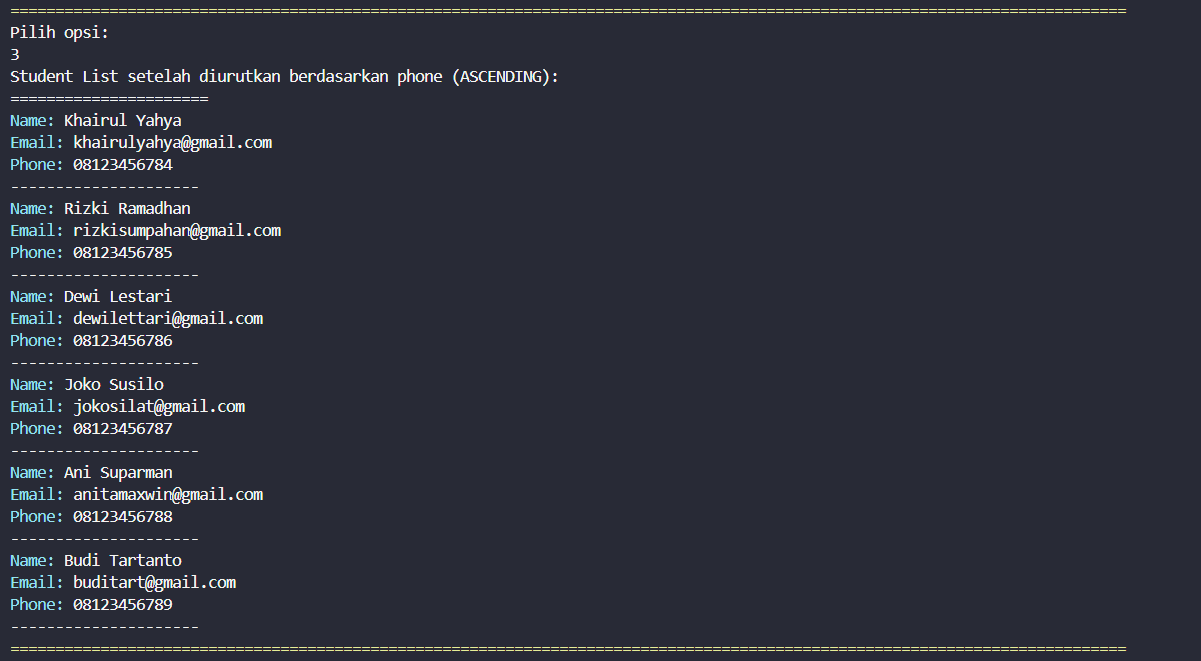 ============================================================================================================================
Pilih opsi:
3
Student List setelah diurutkan berdasarkan phone (ASCENDING):
======================
Name: Khairul Yahya
Email: khairulyahya@gmail.com
Phone: 08123456784
---------------------
Name: Rizki Ramadhan
Email: rizkisumpahan@gmail.com
Phone: 08123456785
---------------------
Name: Dewi Lestari
Email: dewilettari@gmail.com
Phone: 08123456786
---------------------
Name: Joko Susilo
Email: jokosilat@gmail.com
Phone: 08123456787
---------------------
Name: Ani Suparman
Email: anitamaxwin@gmail.com
Phone: 08123456788
---------------------
Name: Budi Tartanto
Email: buditart@gmail.com
Phone: 08123456789
---------------------
============================================================================================================================